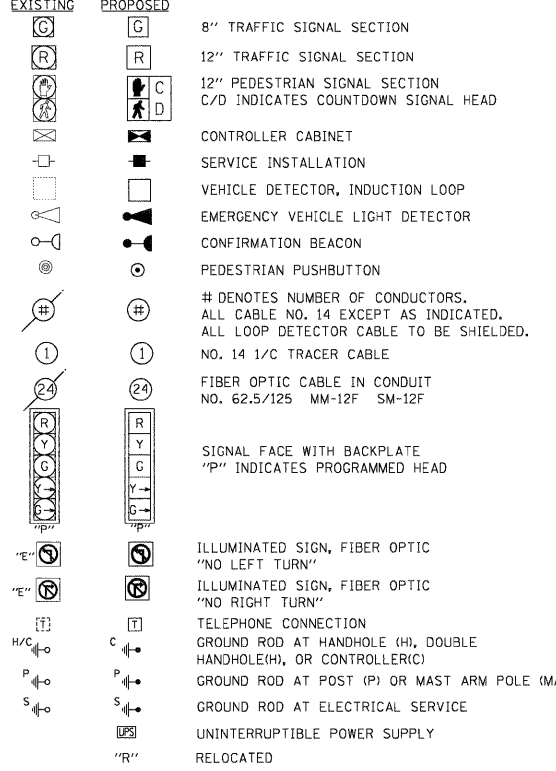 EXISTING PROPOSED
G G 8" TRAFFIC SIGNAL SECTION
R R 12" TRAFFIC SIGNAL SECTION
C 12" PEDESTRIAN SIGNAL SECTION
D C/D INDICATES COUNTDOWN SIGNAL HEAD
CONTROLLER CABINET
SERVICE INSTALLATION
VEHICLE DETECTOR, INDUCTION LOOP
EMERGENCY VEHICLE LIGHT DETECTOR
CONFIRMATION BEACON
PEDESTRIAN PUSHBUTTON
# DENOTES NUMBER OF CONDUCTORS.
# # ALL CABLE NO. 14 EXCEPT AS INDICATED.
ALL LOOP DETECTOR CABLE TO BE SHIELDED.
1 1 NO. 14 1/C TRACER CABLE
24 24 FIBER OPTIC CABLE IN CONDUIT
NO. 62.5/125 MM-12F SM-12F
R R
Y Y
SIGNAL FACE WITH BACKPLATE
G G "P" INDICATES PROGRAMMED HEAD
Y Y
G G
"P" "P"
"E" ILLUMINATED SIGN, FIBER OPTIC
"NO LEFT TURN"
"E" ILLUMINATED SIGN, FIBER OPTIC
"NO RIGHT TURN"
T T TELEPHONE CONNECTION
H/C C GROUND ROD AT HANDHOLE (H), DOUBLE
HANDHOLE(H), OR CONTROLLER(C)
P P GROUND ROD AT POST (P) OR MAST ARM POLE
S S GROUND ROD AT ELECTRICAL SERVICE
UPS UNINTERRUPTIBLE POWER SUPPLY
"R" RELOCATED